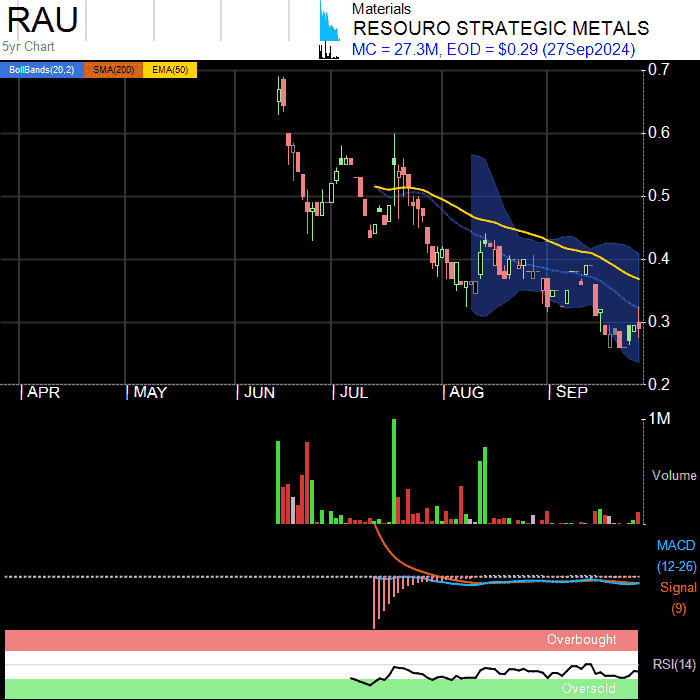 RAU
5yr Chart
Materials
RESOURO STRATEGIC METALS
MC = 27.3M, EOD = $0.29 (27Sep2024)
BollBands(20,2) SMA(200) EMA(50)
0.7
0.6
0.5
0.4
0.3
0.2
APR MAY JUN JUL AUG SEP
1M
Volume
MACD
(12-26)
Signal
(9)
Overbought
RSI(14)
Oversold